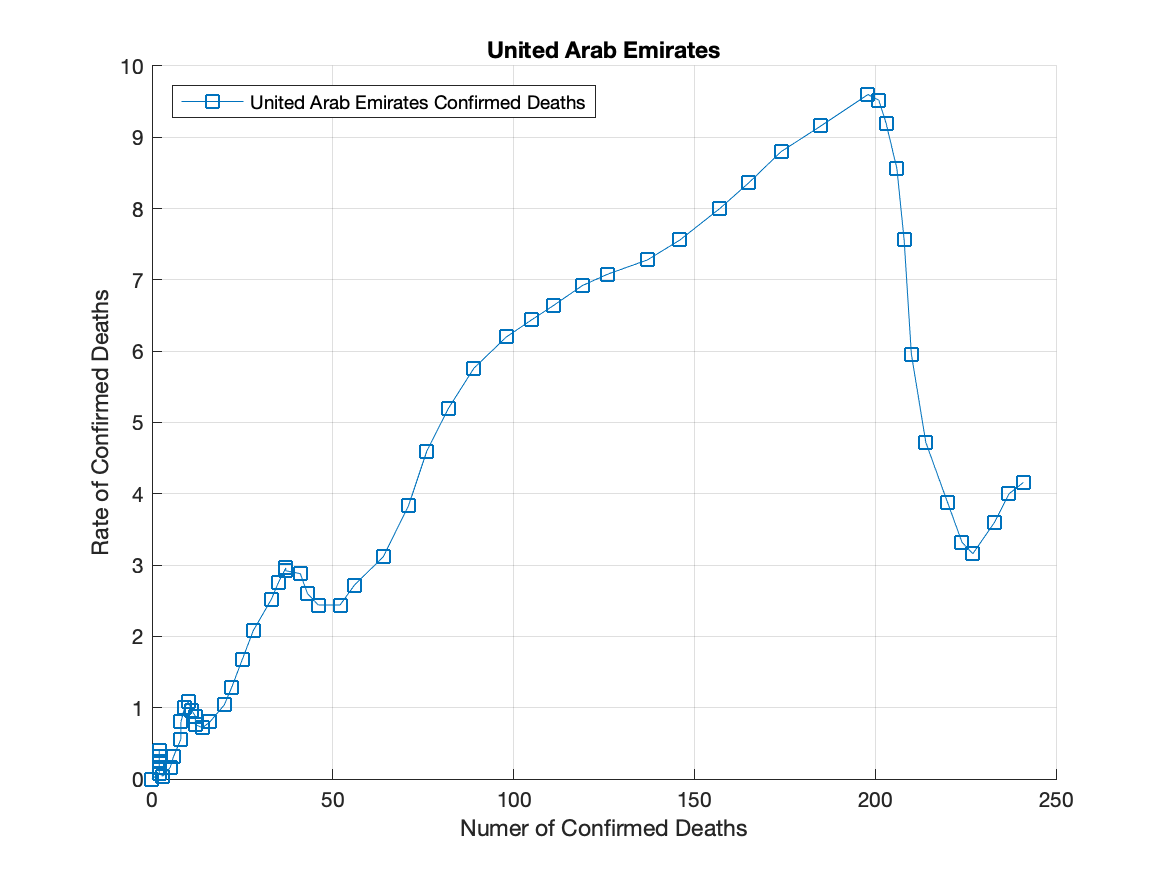 United Arab Emirates
United Arab Emirates Confirmed Deaths
Rate of Confirmed Deaths
10
9
8
7
6
5
4
3
2
1
0
0 50 100 150 200 250
Numer of Confirmed Deaths